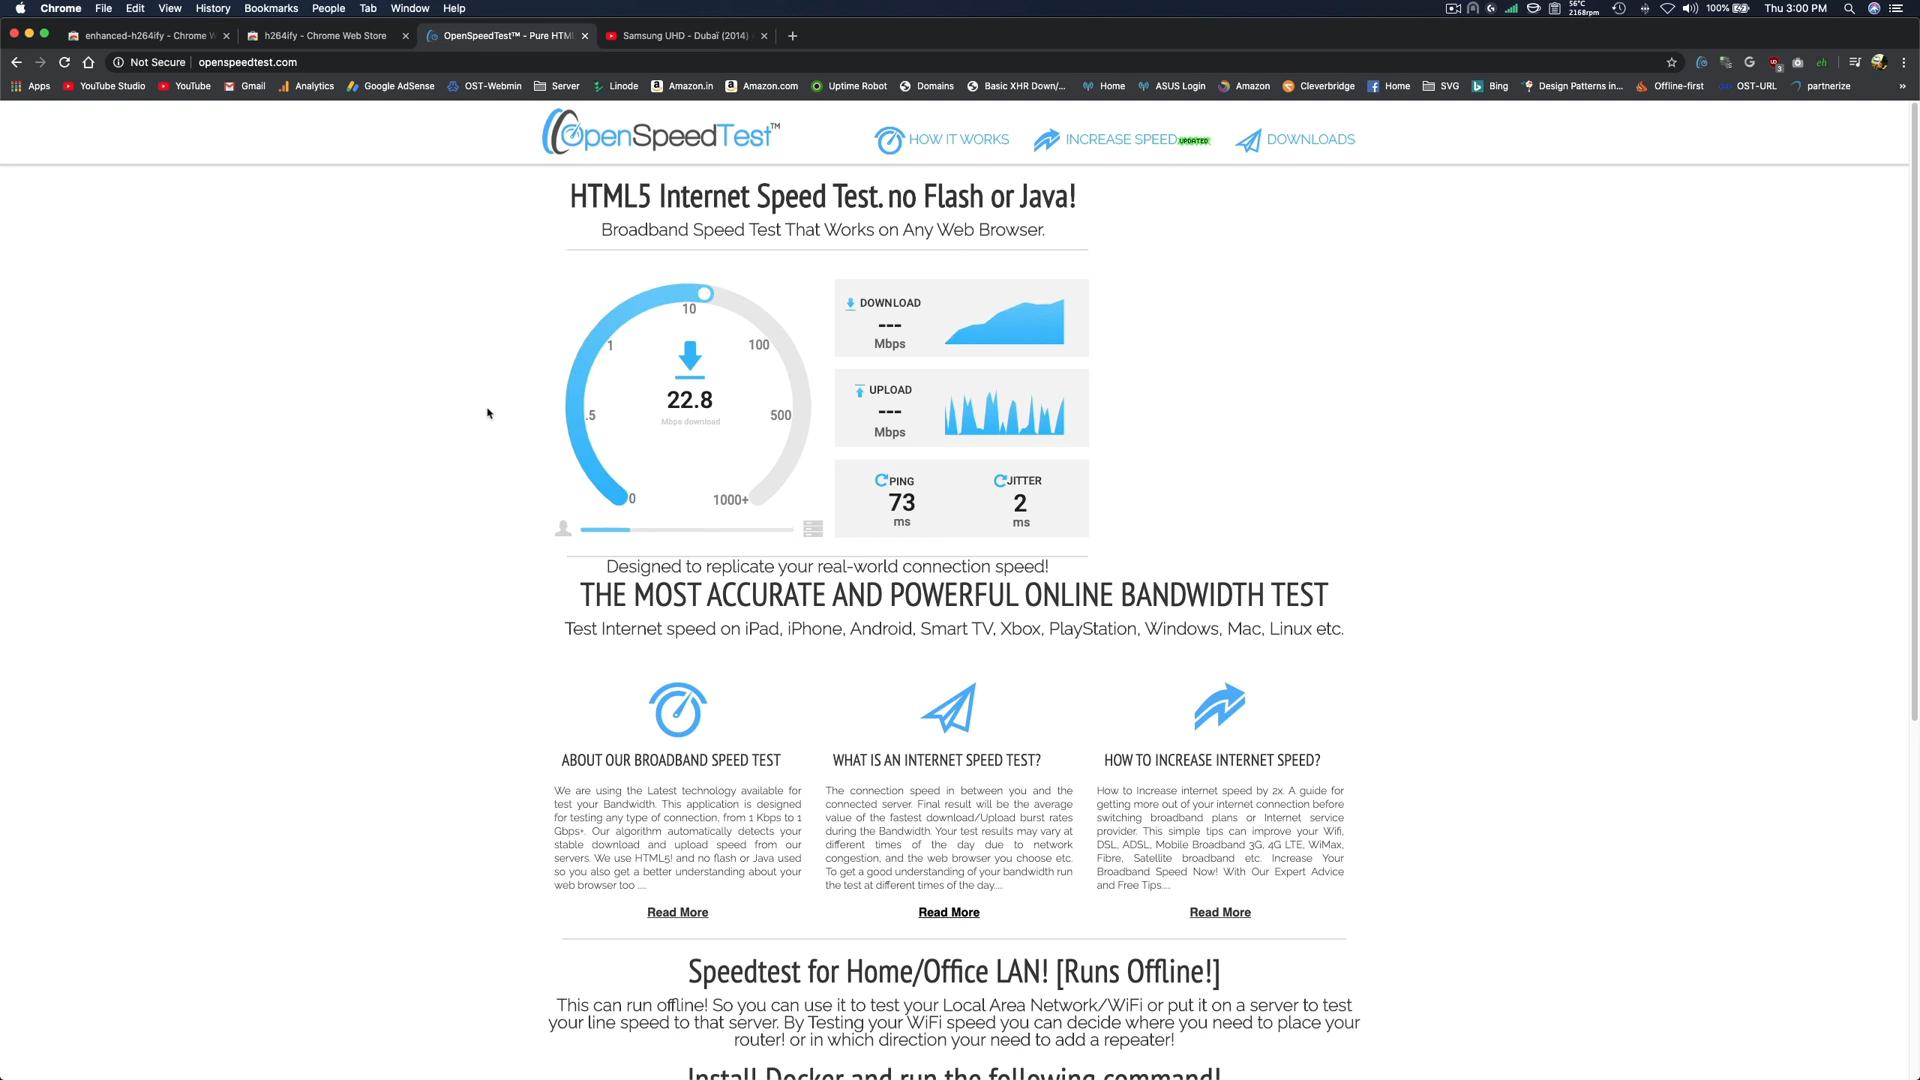 Chrome File Edit View History Bookmarks People Tab Window Help
56°C
2168rpm
100%
Thu 3:00 PM
enhanced-h264ify - Chrome W
h264ify - Chrome Web Store
OpenSpeedTest™ - Pure HTML
Samsung UHD - Dubai (2014)
Not Secure | openspeedtest.com
Apps YouTube Studio YouTube Gmail Analytics Google AdSense OST-Webmin Server Linode Amazon.in Amazon.com Uptime Robot Domains Basic XHR Down/... Home ASUS Login Amazon Cleverbridge Home SVG Bing Design Patterns in... Offline-first OST-URL partnerize »
OpenSpeedTest™
HOW IT WORKS
INCREASE SPEED UPDATED
DOWNLOADS
HTML5 Internet Speed Test. no Flash or Java!
Broadband Speed Test That Works on Any Web Browser.
0
.5
1
10
100
500
1000+
22.8
Mbps download
DOWNLOAD
---
Mbps
UPLOAD
---
Mbps
PING
73
ms
JITTER
2
ms
Designed to replicate your real-world connection speed!
THE MOST ACCURATE AND POWERFUL ONLINE BANDWIDTH TEST
Test Internet speed on iPad, iPhone, Android, Smart TV, Xbox, PlayStation, Windows, Mac, Linux etc.
ABOUT OUR BROADBAND SPEED TEST
We are using the Latest technology available for
test your Bandwidth. This application is designed
for testing any type of connection, from 1 Kbps to 1
Gbps+. Our algorithm automatically detects your
stable download and upload speed from our
servers. We use HTML5! and no flash or Java used
so you also get a better understanding about your
web browser too ....
Read More
WHAT IS AN INTERNET SPEED TEST?
The connection speed in between you and the
connected server. Final result will be the average
value of the fastest download/Upload burst rates
during the Bandwidth. Your test results may vary at
different times of the day due to network
congestion, and the web browser you choose etc.
To get a good understanding of your bandwidth run
the test at different times of the day....
Read More
HOW TO INCREASE INTERNET SPEED?
How to Increase internet speed by 2x. A guide for
getting more out of your internet connection before
switching broadband plans or Internet service
provider. This simple tips can improve your Wifi,
DSL, ADSL, Mobile Broadband 3G, 4G LTE, WiMax,
Fibre, Satellite broadband etc. Increase Your
Broadband Speed Now! With Our Expert Advice
and Free Tips....
Read More
Speedtest for Home/Office LAN! [Runs Offline!]
This can run offline! So you can use it to test your Local Area Network/WiFi or put it on a server to test
your line speed to that server. By Testing your WiFi speed you can decide where you need to place your
router! or in which direction your need to add a repeater!
Install Docker and run the following command!